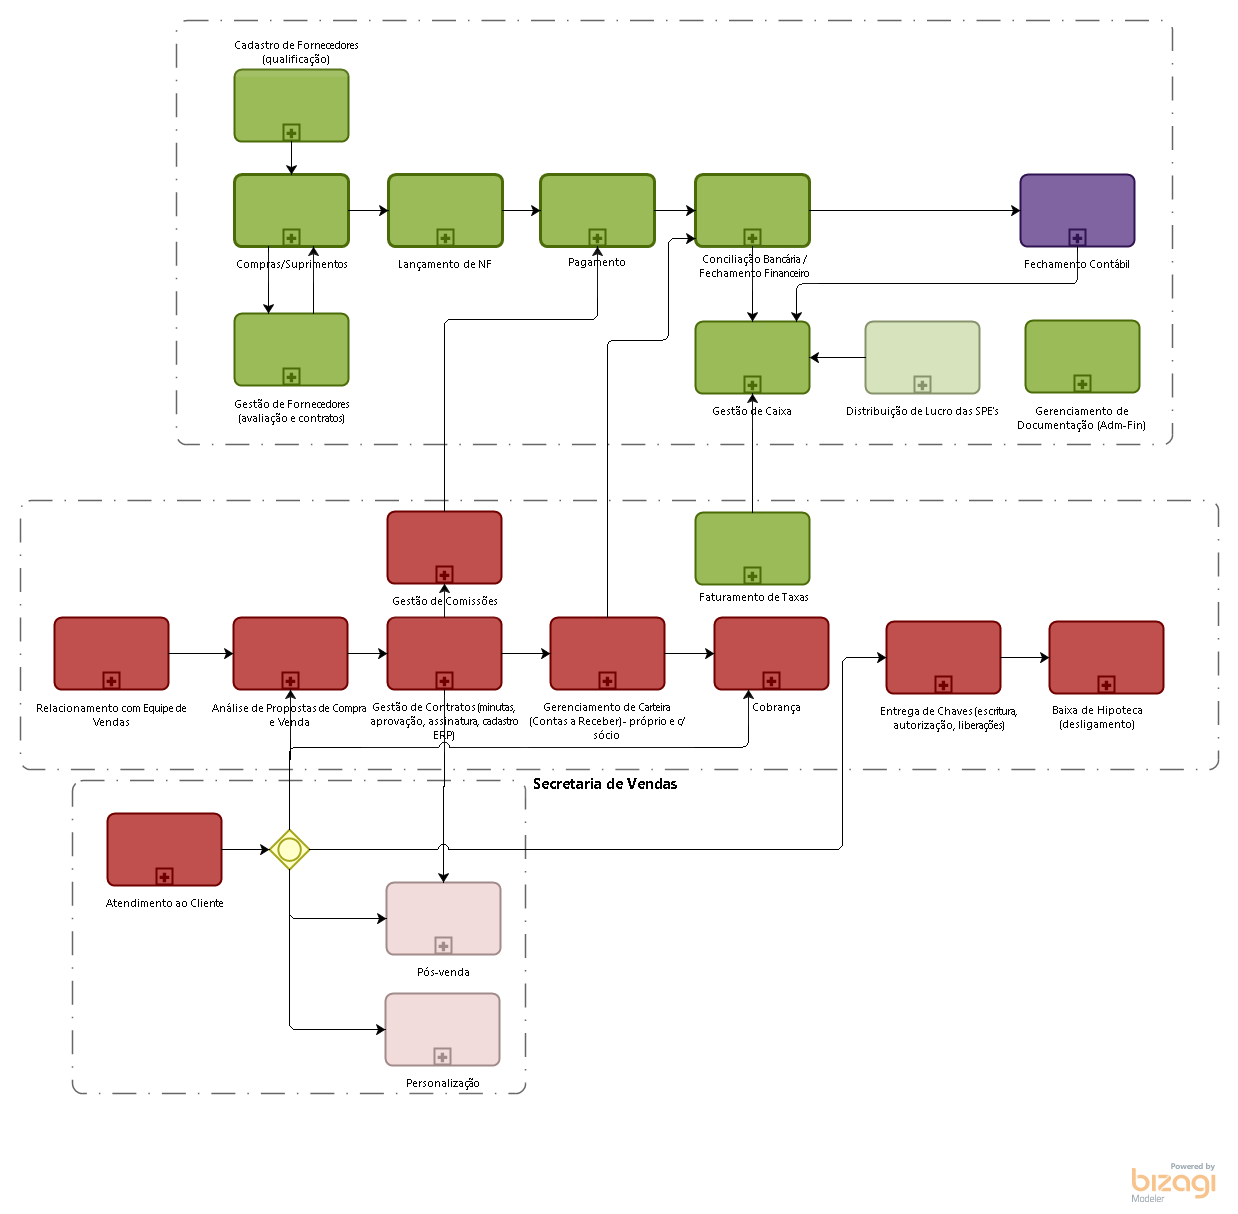 Cadastro de Fornecedores
(qualificação)
Compras/Suprimentos
Lançamento de NF
Pagamento
Conciliação Bancária /
Fechamento Financeiro
Fechamento Contábil
Gestão de Fornecedores
(avaliação e contratos)
Gestão de Caixa
Distribuição de Lucro das SPE's
Gerenciamento de
Documentação (Adm-Fin)
Gestão de Comissões
Faturamento de Taxas
Relacionamento com Equipe de
Vendas
Análise de Propostas de Compra
e Venda
Gestão de Contratos (minutas,
aprovação, assinatura, cadastro
ERP)
Gerenciamento de Carteira
(Contas a Receber)- próprio e c/
sócio
Cobrança
Entrega de Chaves (escritura,
autorização, liberações)
Baixa de Hipoteca
(desligamento)
Secretaria de Vendas
Atendimento ao Cliente
Pós-venda
Personalização
Powered by
bizagi
Modeler